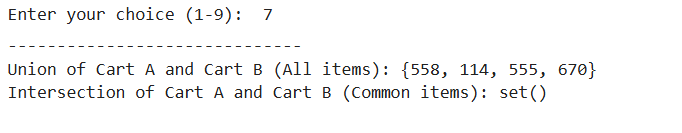 Enter your choice (1-9):  7
------------------------------
Union of Cart A and Cart B (All items): {558, 114, 555, 670}
Intersection of Cart A and Cart B (Common items): set()